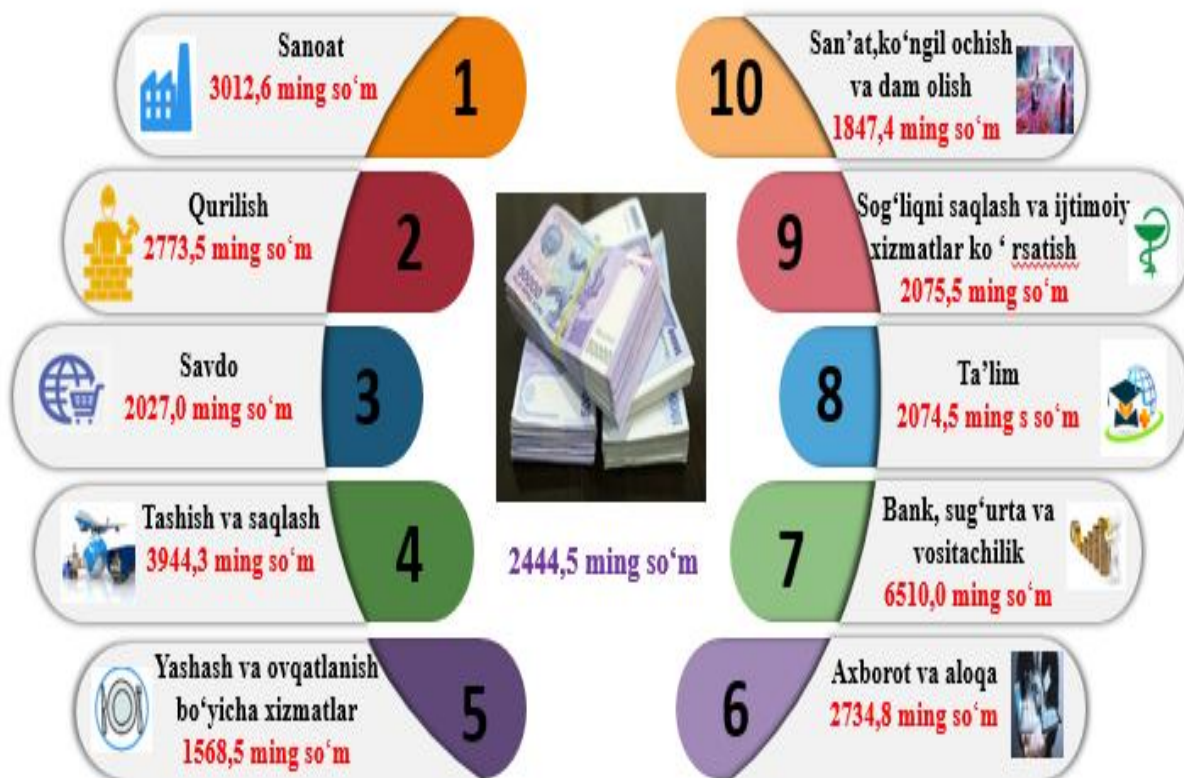 Sanoat
3012,6 ming so‘m
1
Qurilish
2773,5 ming so‘m
2
Savdo
2027,0 ming so‘m
3
Tashish va saqlash
3944,3 ming so‘m
4
Yashash va ovqatlanish
bo‘yicha xizmatlar
1568,5 ming so‘m
5
2444,5 ming so‘m
10
San’at,ko‘ngil ochish
va dam olish
1847,4 ming so‘m
9
Sog‘liqni saqlash va ijtimoiy
xizmatlar ko ‘ rsatish
2075,5 ming so‘m
8
Ta’lim
2074,5 ming s so‘m
7
Bank, sug‘urta va
vositachilik
6510,0 ming so‘m
6
Axborot va aloqa
2734,8 ming so‘m